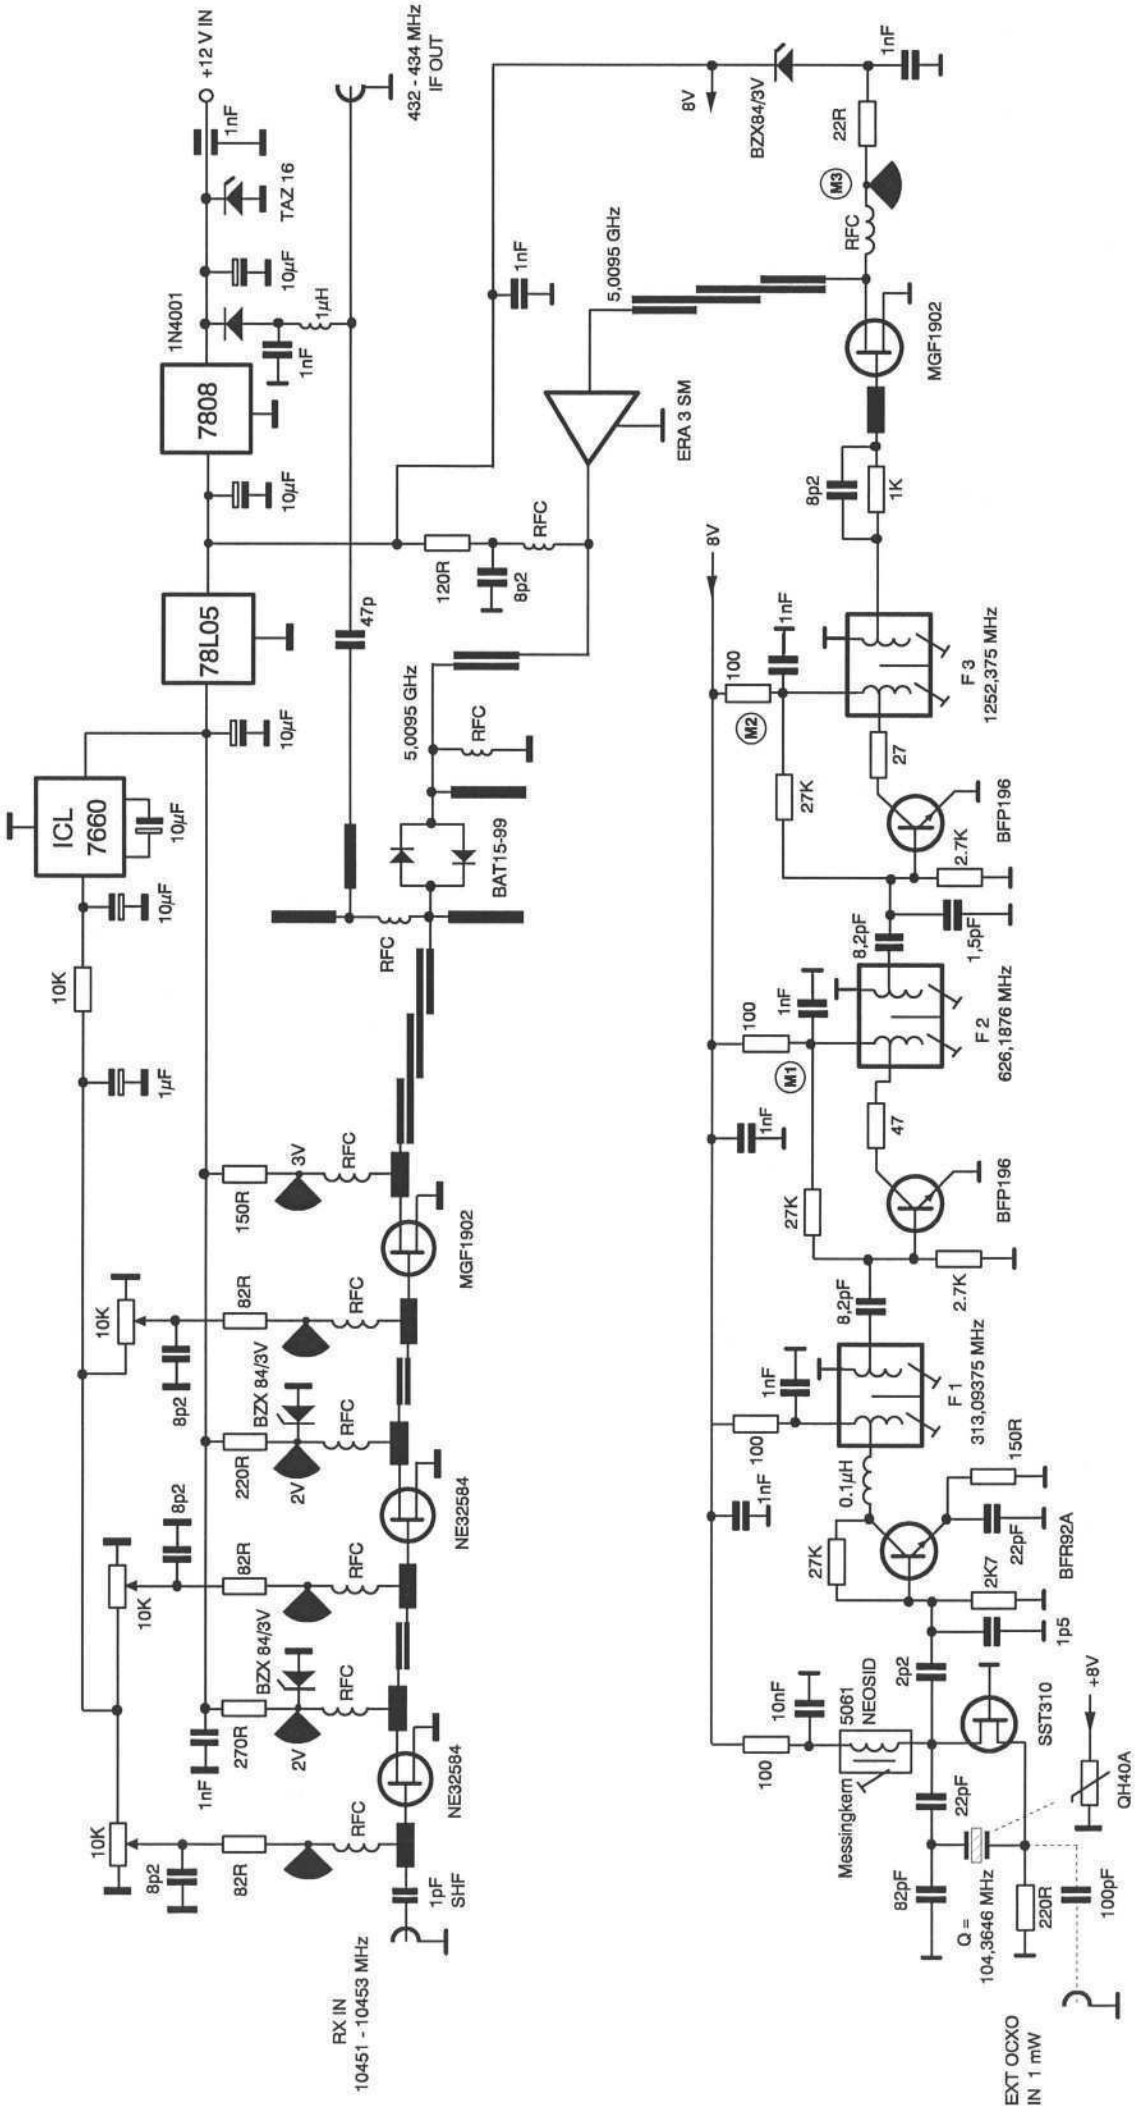 +12 V IN
1nF
TAZ 16
10µF
1N4001
1µH
1nF
7808
10µF
78L05
10µF
ICL
7660
10µF
10µF
10K
1µF
432 - 434 MHz
IF OUT
47p
8V
BZX84/3V
1nF
22R
M3
RFC
1nF
5,0095 GHz
MGF1902
ERA 3 SM
RFC
120R
8p2
5,0095 GHz
RFC
BAT15-99
RFC
150R
3V
RFC
MGF1902
10K
8p2
82R
RFC
BZX 84/3V
220R
2V
RFC
NE32584
8p2
10K
82R
RFC
BZX 84/3V
270R
2V
RFC
1nF
NE32584
10K
8p2
82R
RFC
1pF
SHF
RX IN
10451 - 10453 MHz
8V
8p2
1K
100
1nF
M2
F 3
1252,375 MHz
27K
27
BFP196
2.7K
8,2pF
1,5pF
100
1nF
M1
F 2
626,1876 MHz
1nF
27K
47
BFP196
2.7K
8,2pF
1nF
100
F 1
313,09375 MHz
1nF
0.1µH
150R
27K
22pF
BFR92A
2K7
1p5
2p2
10nF
5061
NEOSID
100
Messingkern
SST310
+8V
QH40A
22pF
82pF
Q =
104,3646 MHz
220R
100pF
EXT OCXO
IN 1 mW